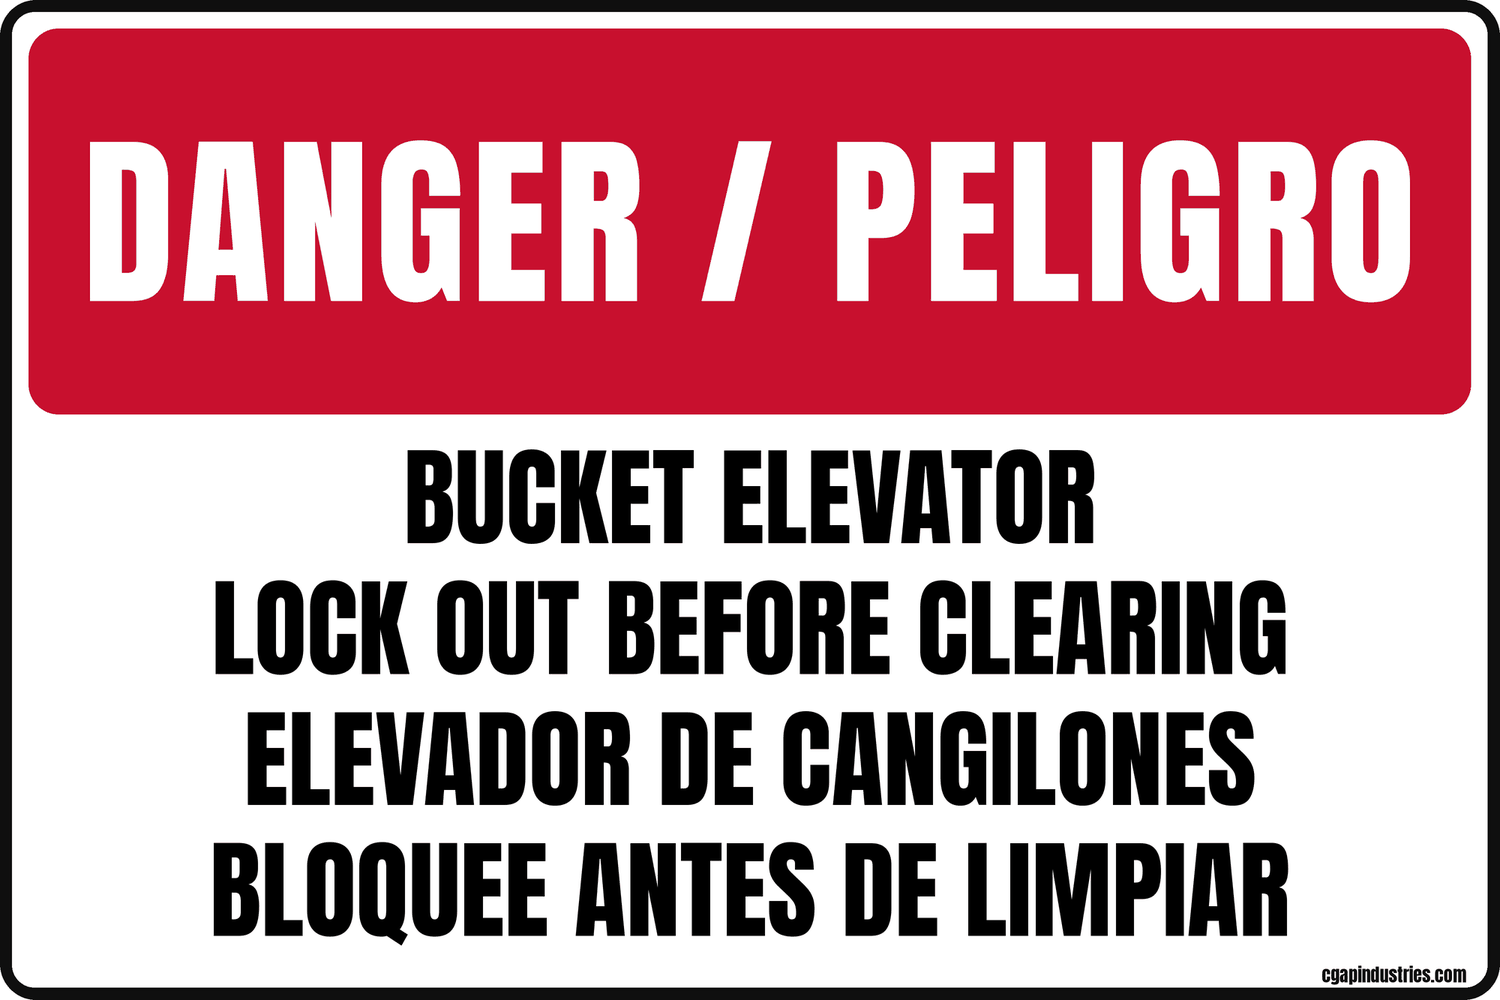 DANGER / PELIGRO
BUCKET ELEVATOR
LOCK OUT BEFORE CLEARING
ELEVADOR DE CANGILONES
BLOQUEE ANTES DE LIMPIAR
cgapindustries.com